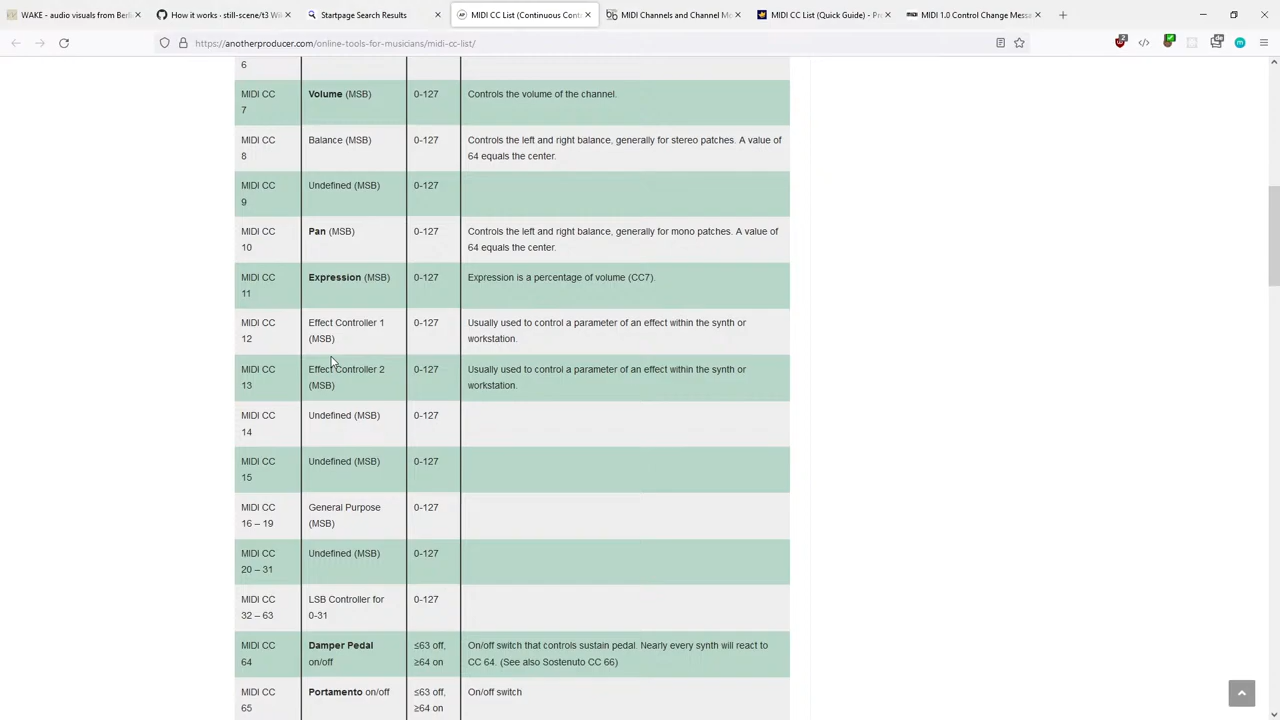 WAKE - audio visuals from Berl
How it works · still-scene/t3 Wik
Startpage Search Results
MIDI CC List (Continuous Cont
MIDI Channels and Channel Me
MIDI CC List (Quick Guide) - Pro
MIDI 1.0 Control Change Messa
https://anotherproducer.com/online-tools-for-musicians/midi-cc-list/
6
MIDI CC
7
Volume (MSB)
0-127
Controls the volume of the channel.
MIDI CC
8
Balance (MSB)
0-127
Controls the left and right balance, generally for stereo patches. A value of
64 equals the center.
MIDI CC
9
Undefined (MSB)
0-127
MIDI CC
10
Pan (MSB)
0-127
Controls the left and right balance, generally for mono patches. A value of
64 equals the center.
MIDI CC
11
Expression (MSB)
0-127
Expression is a percentage of volume (CC7).
MIDI CC
12
Effect Controller 1
(MSB)
0-127
Usually used to control a parameter of an effect within the synth or
workstation.
MIDI CC
13
Effect Controller 2
(MSB)
0-127
Usually used to control a parameter of an effect within the synth or
workstation.
MIDI CC
14
Undefined (MSB)
0-127
MIDI CC
15
Undefined (MSB)
0-127
MIDI CC
16 – 19
General Purpose
(MSB)
0-127
MIDI CC
20 – 31
Undefined (MSB)
0-127
MIDI CC
32 – 63
LSB Controller for
0-31
0-127
MIDI CC
64
Damper Pedal
on/off
≤63 off,
≥64 on
On/off switch that controls sustain pedal. Nearly every synth will react to
CC 64. (See also Sostenuto CC 66)
MIDI CC
65
Portamento on/off
≤63 off,
≥64 on
On/off switch